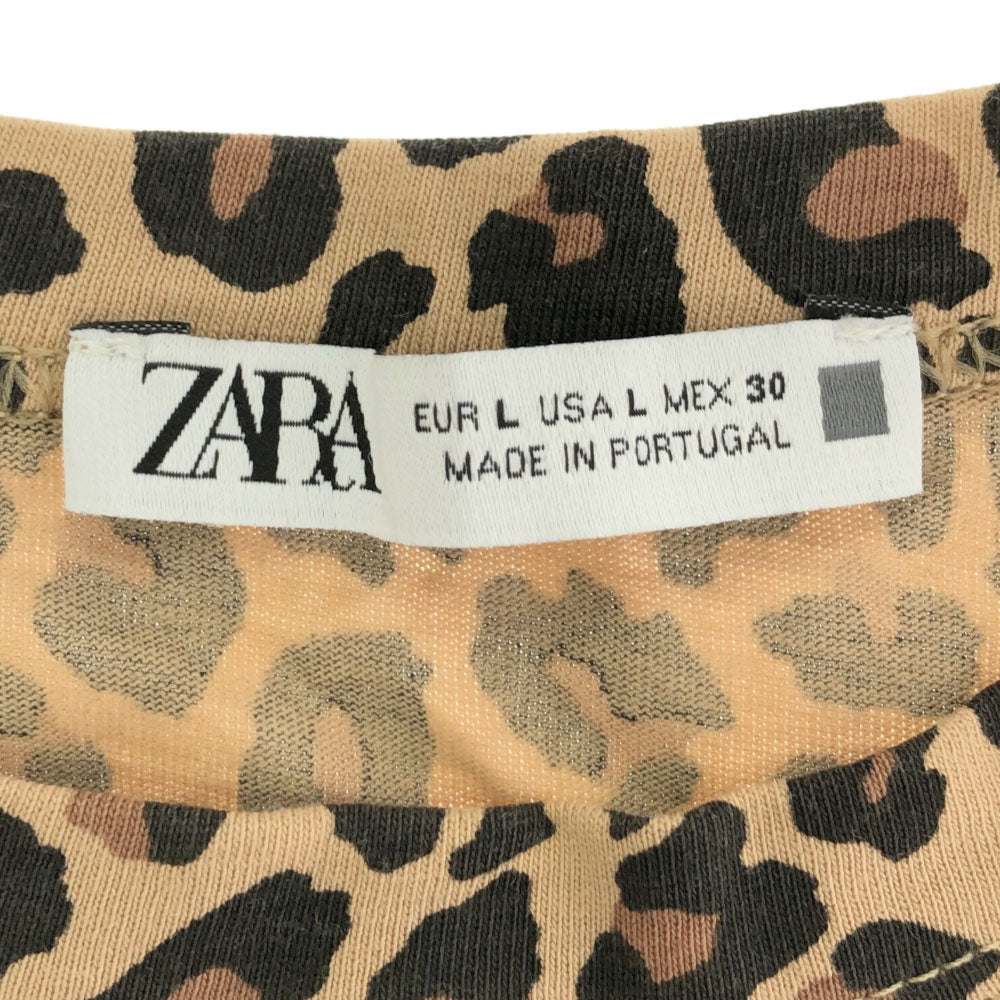 ZARA
EUR L USA L MEX 30
MADE IN PORTUGAL